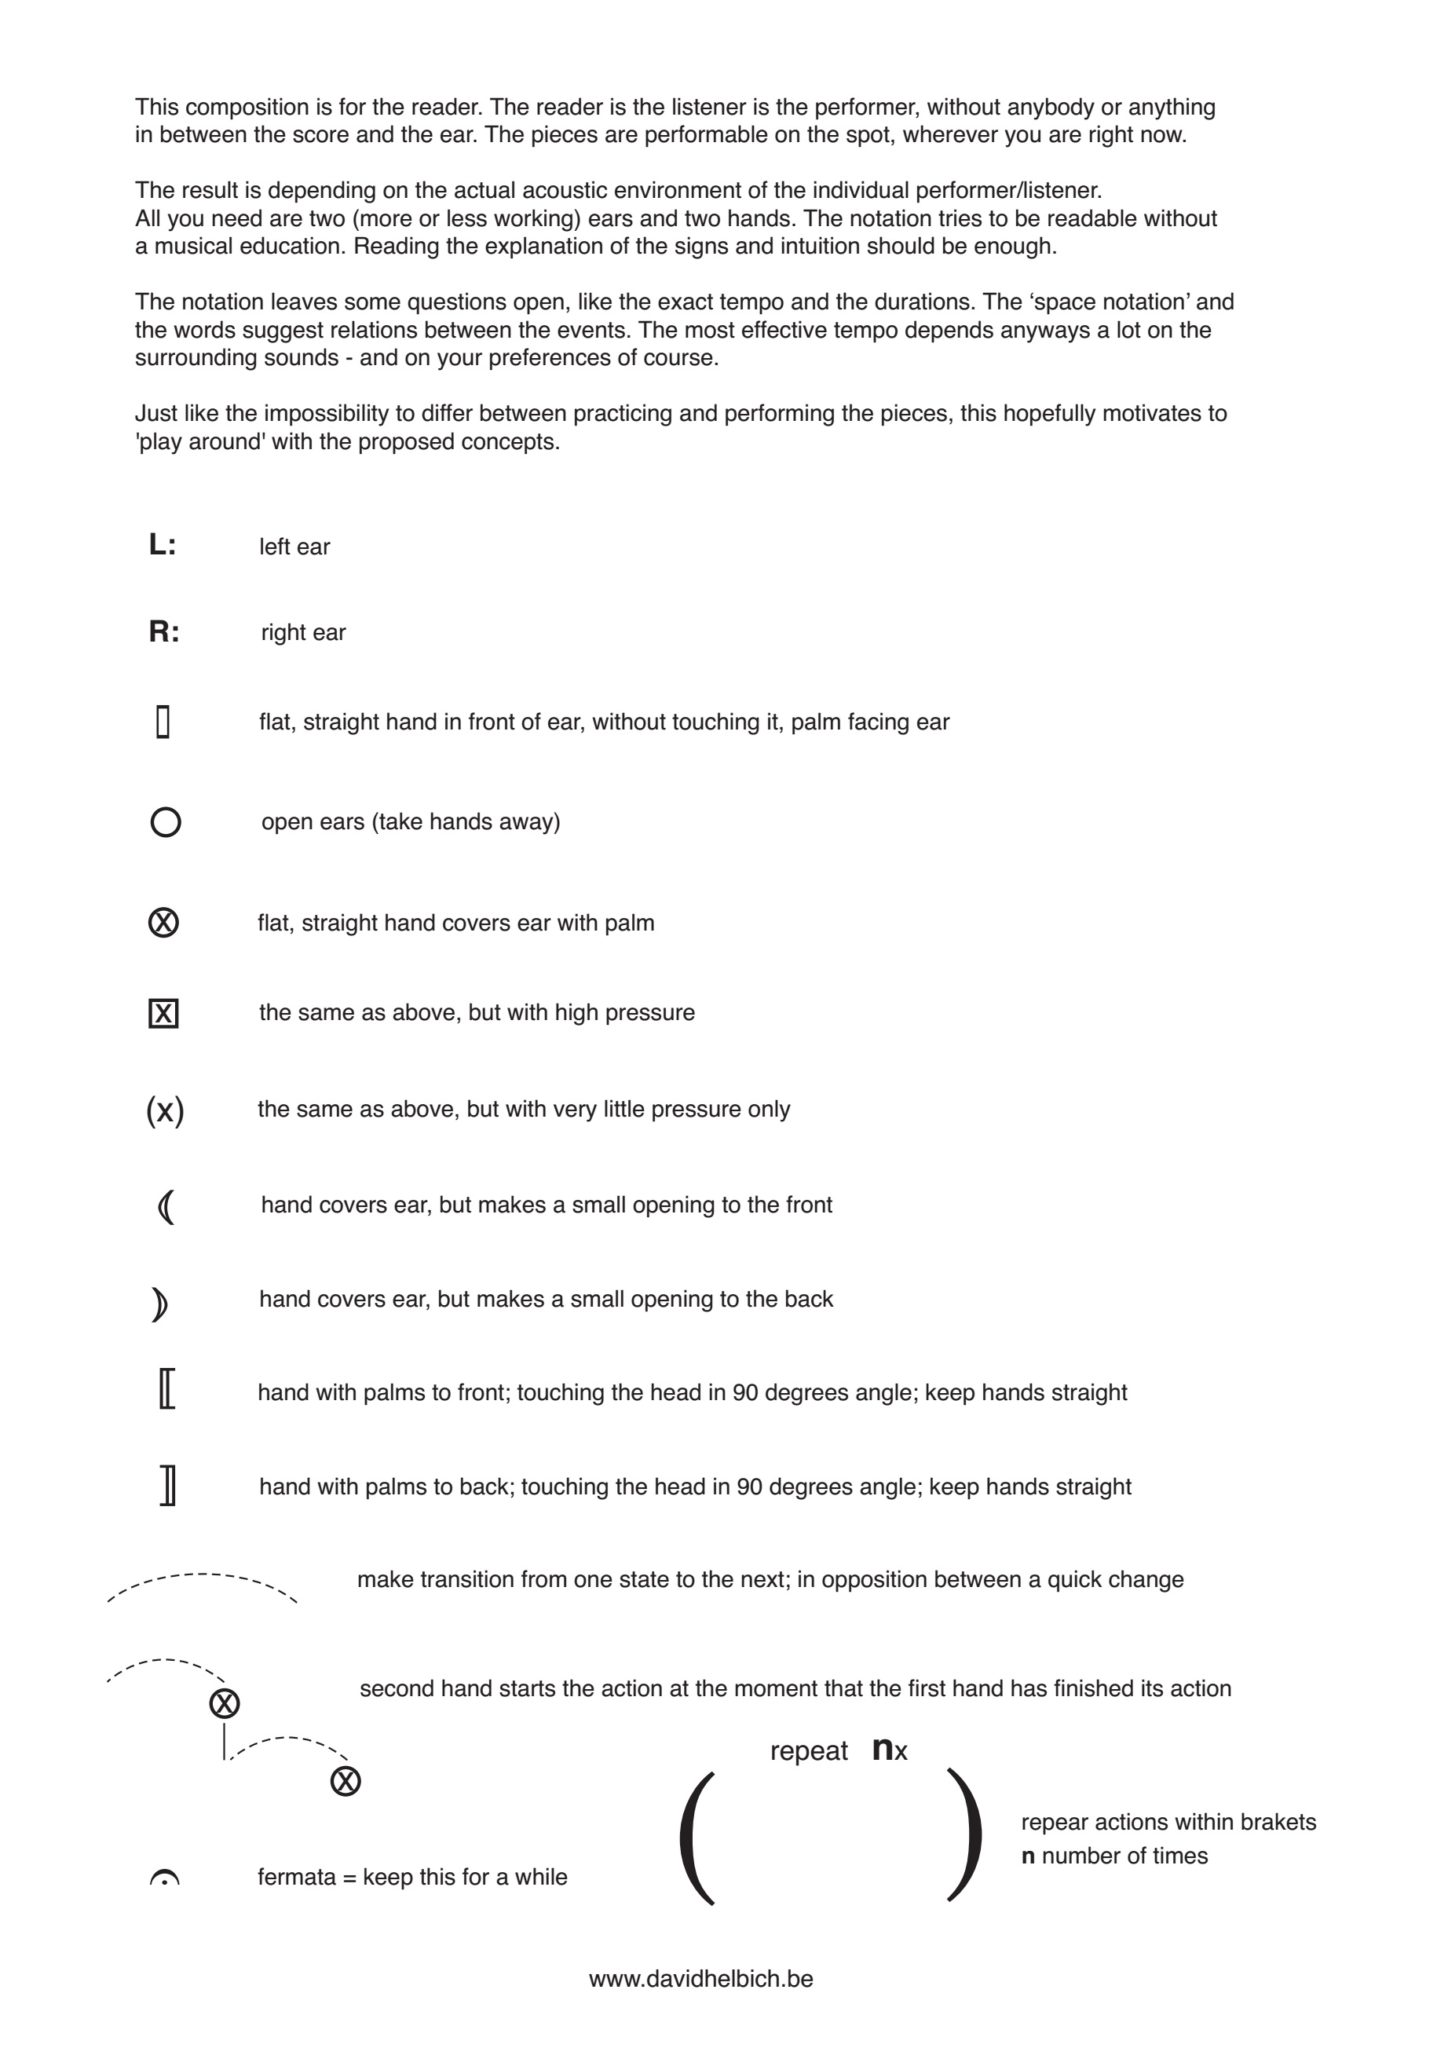 This composition is for the reader. The reader is the listener is the performer, without anybody or anything
in between the score and the ear. The pieces are performable on the spot, wherever you are right now.
The result is depending on the actual acoustic environment of the individual performer/listener.
All you need are two (more or less working) ears and two hands. The notation tries to be readable without
a musical education. Reading the explanation of the signs and intuition should be enough.
The notation leaves some questions open, like the exact tempo and the durations. The ‘space notation’ and
the words suggest relations between the events. The most effective tempo depends anyways a lot on the
surrounding sounds - and on your preferences of course.
Just like the impossibility to differ between practicing and performing the pieces, this hopefully motivates to
'play around' with the proposed concepts.
L: left ear
R: right ear
flat, straight hand in front of ear, without touching it, palm facing ear
open ears (take hands away)
X flat, straight hand covers ear with palm
X the same as above, but with high pressure
(x) the same as above, but with very little pressure only
hand covers ear, but makes a small opening to the front
hand covers ear, but makes a small opening to the back
hand with palms to front; touching the head in 90 degrees angle; keep hands straight
hand with palms to back; touching the head in 90 degrees angle; keep hands straight
make transition from one state to the next; in opposition between a quick change
X second hand starts the action at the moment that the first hand has finished its action
X
repeat nx
repear actions within brakets
n number of times
fermata = keep this for a while
www.davidhelbich.be